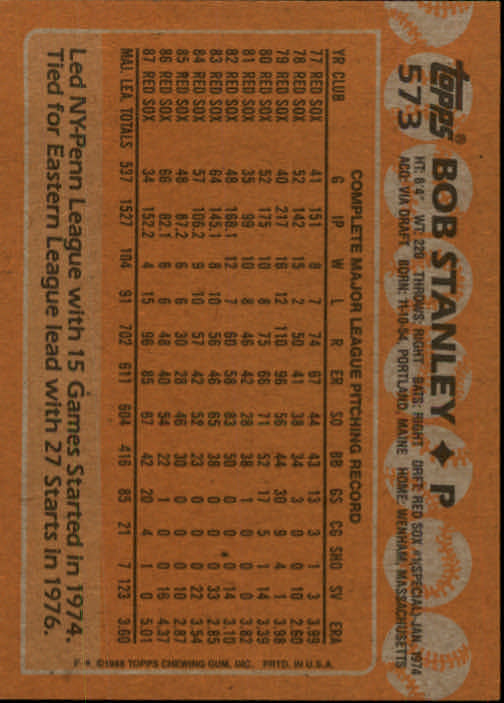 topps®
573
BOB STANLEY ◆ P
HT: 6'4" WT: 220 THROWS: RIGHT BATS: RIGHT DRFT: RED SOX #1(SPECIAL)-JAN, 1974
ACQ: VIA DRAFT BORN: 11-10-54, PORTLAND, MAINE HOME: WENHAM, MASSACHUSETTS
COMPLETE MAJOR LEAGUE PITCHING RECORD
YR CLUB G IP W L R ER SO BB GS CG SHO SV ERA
77 RED SOX 41 151 8 7 74 67 44 43 13 3 1 3 3.99
78 RED SOX 52 142 15 2 50 41 38 34 3 0 0 10 2.60
79 RED SOX 40 217 16 12 110 96 56 44 30 9 4 1 3.98
80 RED SOX 52 175 10 8 75 66 71 52 17 5 1 14 3.39
81 RED SOX 35 99 10 8 46 42 28 38 1 0 0 0 3.82
82 RED SOX 48 168.1 12 7 60 58 83 50 0 0 0 14 3.10
83 RED SOX 64 145.1 8 10 56 46 65 38 0 0 0 33 2.85
84 RED SOX 57 106.2 9 10 57 42 52 23 0 0 0 22 3.54
85 RED SOX 48 87.2 6 6 30 28 46 30 0 0 0 10 2.87
86 RED SOX 66 82.1 6 6 48 40 54 22 1 0 0 16 4.37
87 RED SOX 34 152.2 4 15 96 85 67 42 20 4 1 0 5.01
MAJ. LEA. TOTALS 537 1527 104 91 702 611 604 416 85 21 7 123 3.60
Led NY-Penn League with 15 Games Started in 1974.
Tied for Eastern League lead with 27 Starts in 1976.
©1988 TOPPS CHEWING GUM, INC. PRTD. IN U.S.A.